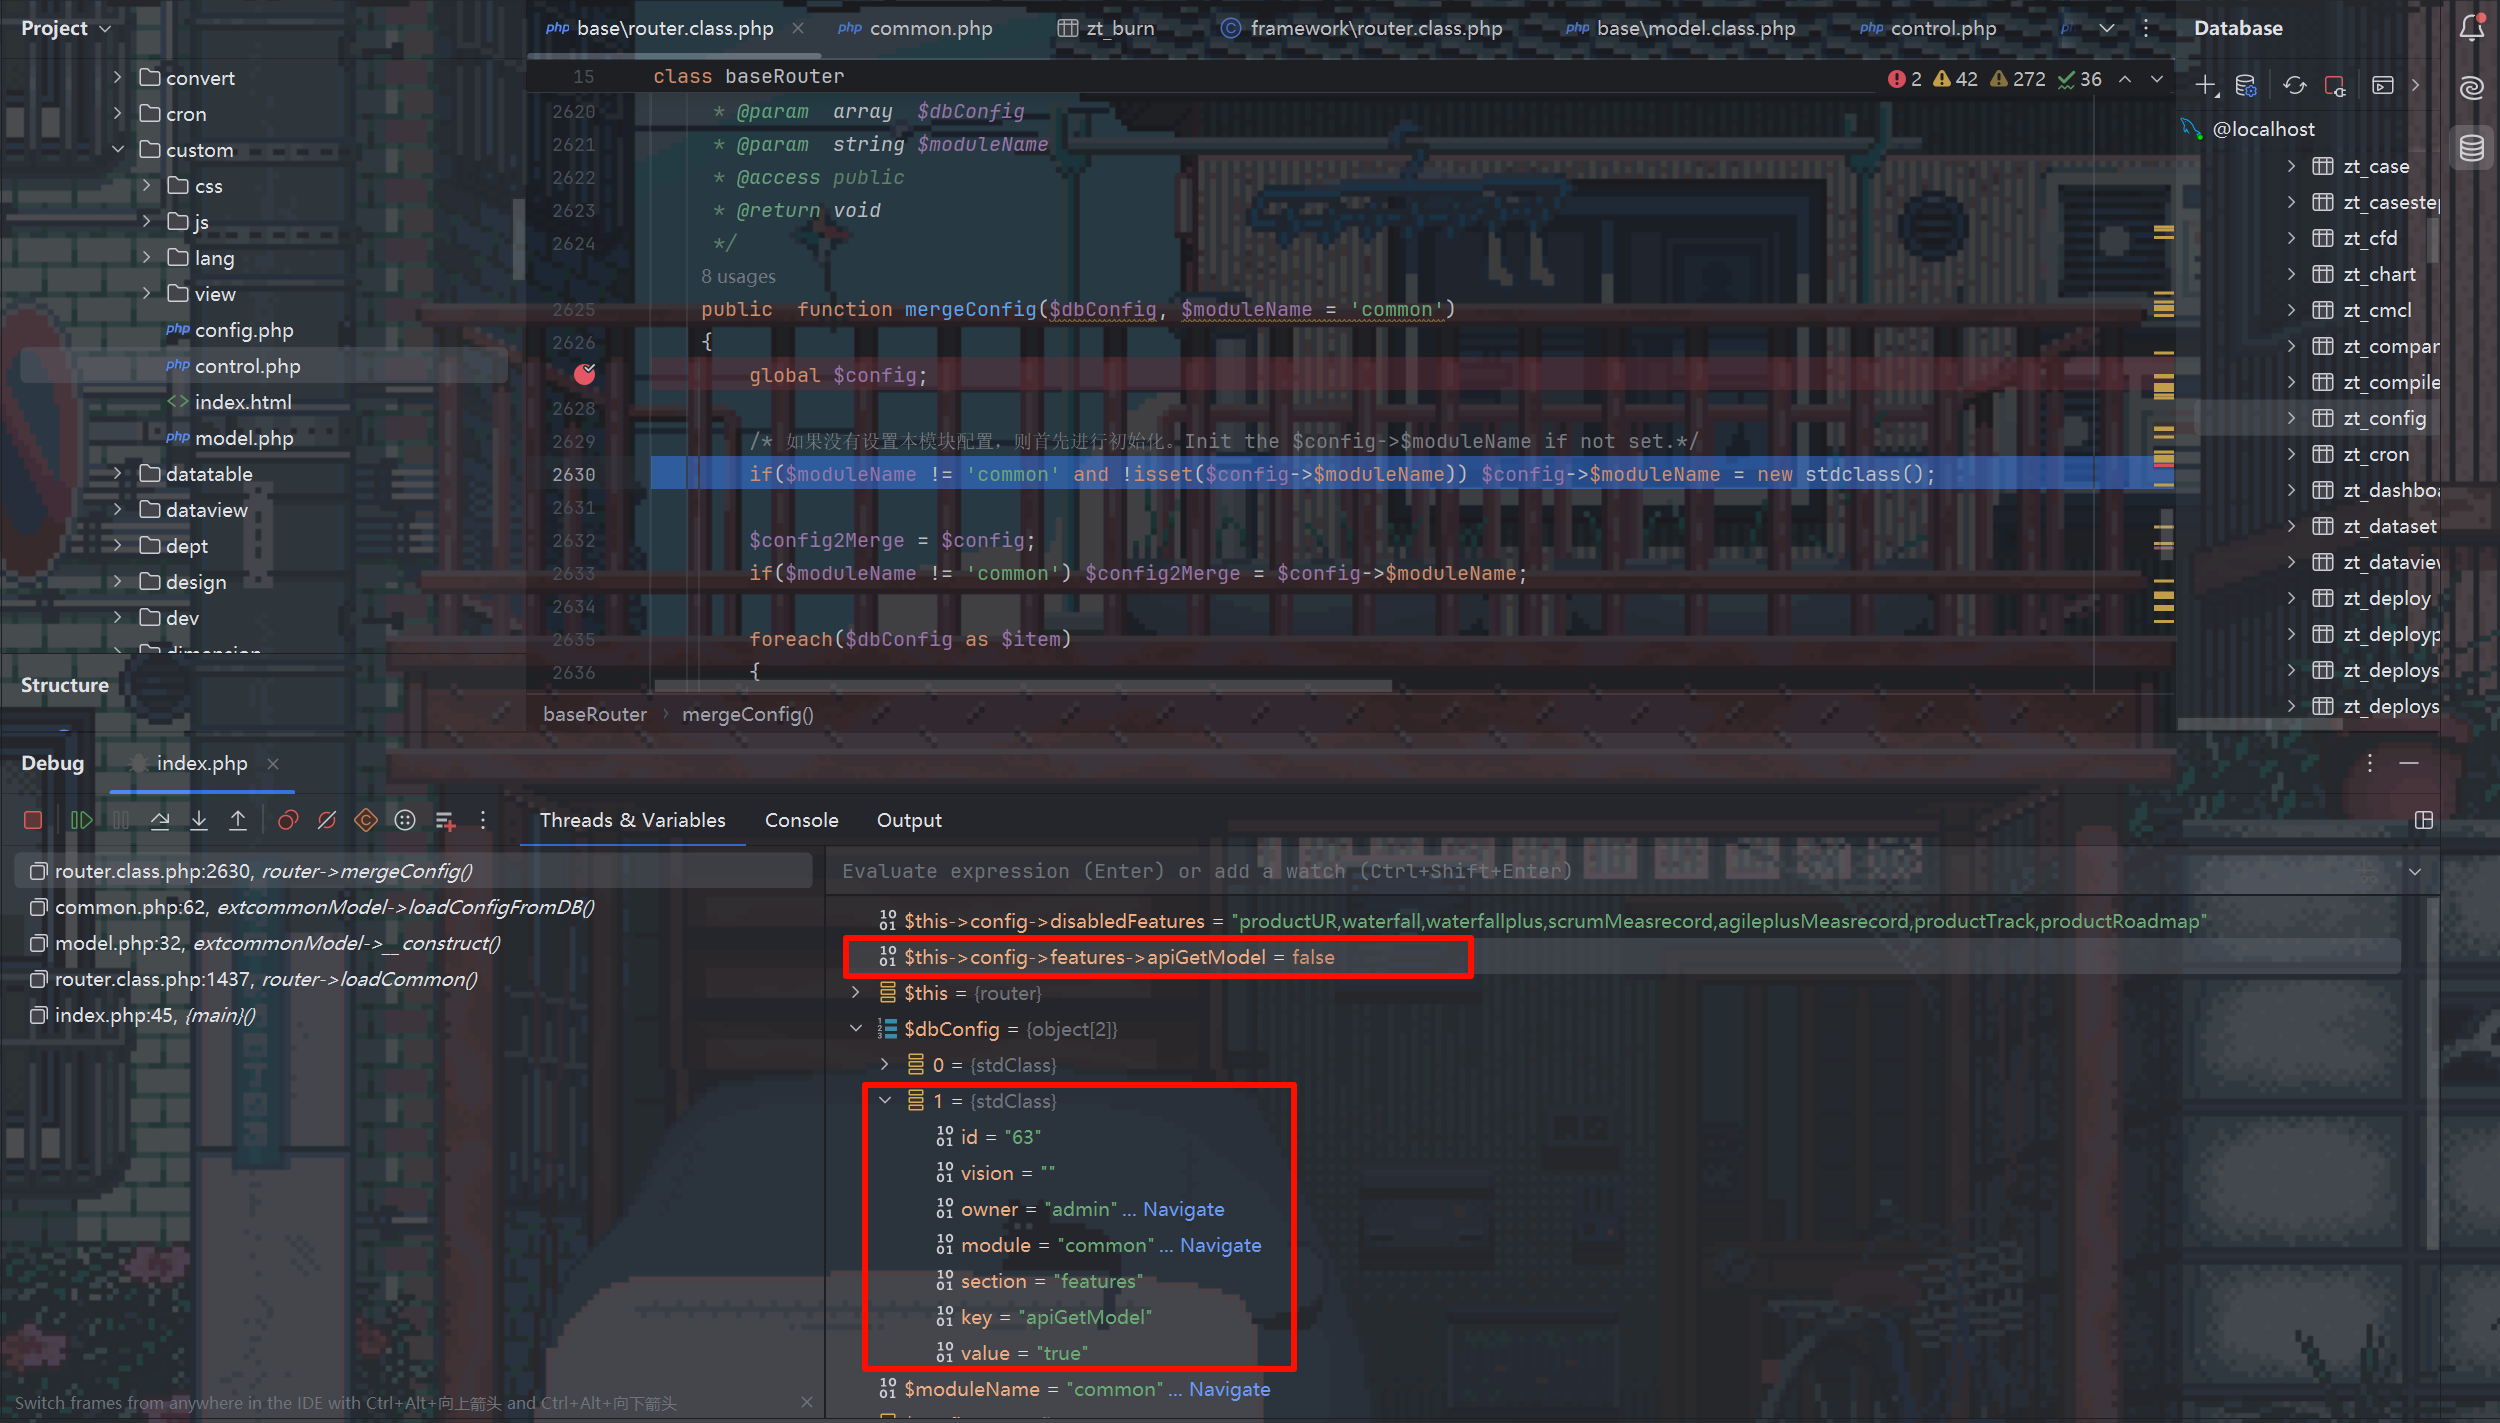 Project
base\router.class.php
common.php
zt_burn
framework\router.class.php
base\model.class.php
control.php
Database
convert
cron
custom
css
js
lang
view
config.php
control.php
index.html
model.php
datatable
dataview
dept
design
dev
dimension
Structure
15 class baseRouter
2 42 272 36
2620 * @param array $dbConfig
2621 * @param string $moduleName
2622 * @access public
2623 * @return void
2624 */
8 usages
2625 public function mergeConfig($dbConfig, $moduleName = 'common')
2626 {
global $config;
2628
2629 /* 如果没有设置本模块配置，则首先进行初始化。Init the $config->$moduleName if not set.*/
2630 if($moduleName != 'common' and !isset($config->$moduleName)) $config->$moduleName = new stdclass();
2631
2632 $config2Merge = $config;
2633 if($moduleName != 'common') $config2Merge = $config->$moduleName;
2634
2635 foreach($dbConfig as $item)
2636 {
baseRouter › mergeConfig()
@localhost
zt_case
zt_casestep
zt_cfd
zt_chart
zt_cmcl
zt_compar
zt_compile
zt_config
zt_cron
zt_dashboa
zt_dataset
zt_dataview
zt_deploy
zt_deployp
zt_deploys
zt_deploys
Debug
index.php
Threads & Variables
Console
Output
router.class.php:2630, router->mergeConfig()
common.php:62, extcommonModel->loadConfigFromDB()
model.php:32, extcommonModel->__construct()
router.class.php:1437, router->loadCommon()
index.php:45, {main}()
Switch frames from anywhere in the IDE with Ctrl+Alt+向上箭头 and Ctrl+Alt+向下箭头
Evaluate expression (Enter) or add a watch (Ctrl+Shift+Enter)
$this->config->disabledFeatures = "productUR,waterfall,waterfallplus,scrumMeasrecord,agileplusMeasrecord,productTrack,productRoadmap"
$this->config->features->apiGetModel = false
$this = {router}
$dbConfig = {object[2]}
0 = {stdClass}
1 = {stdClass}
id = "63"
vision = ""
owner = "admin" ... Navigate
module = "common" ... Navigate
section = "features"
key = "apiGetModel"
value = "true"
$moduleName = "common" ... Navigate